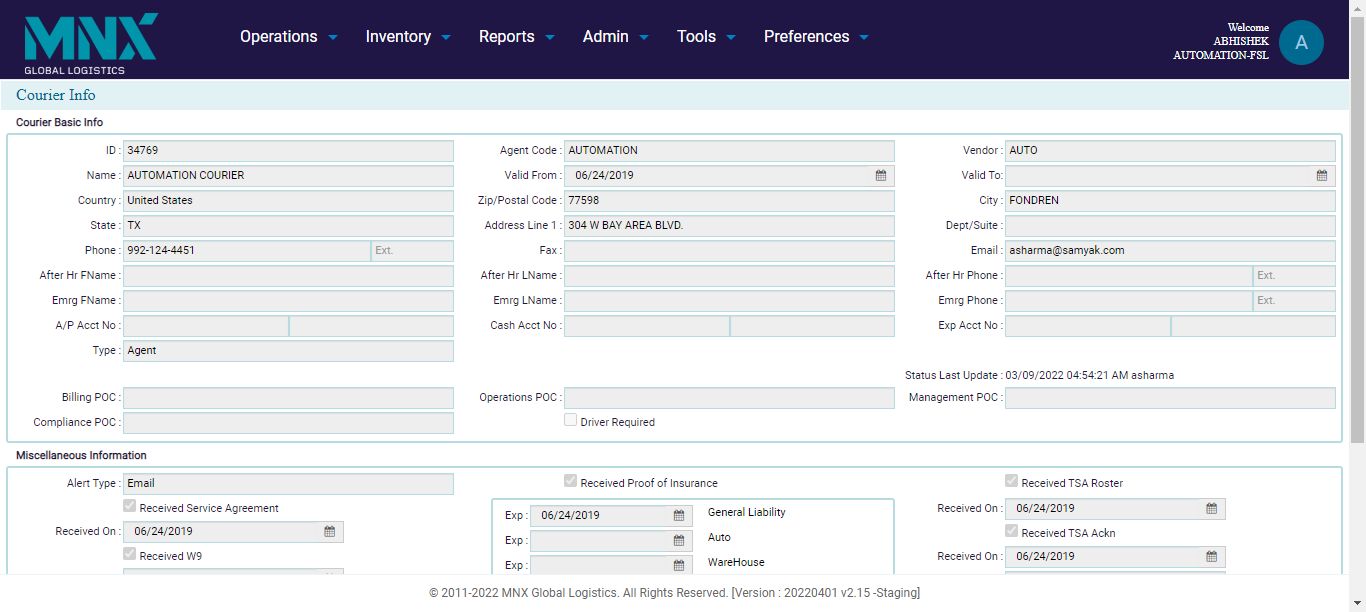 MNX
GLOBAL LOGISTICS
Operations Inventory Reports Admin Tools Preferences
Welcome
ABHISHEK
AUTOMATION-FSL
A
Courier Info
Courier Basic Info
ID : 34769 Agent Code : AUTOMATION Vendor : AUTO
Name : AUTOMATION COURIER Valid From : 06/24/2019 Valid To:
Country : United States Zip/Postal Code : 77598 City : FONDREN
State : TX Address Line 1 : 304 W BAY AREA BLVD. Dept/Suite :
Phone : 992-124-4451 Ext. Fax : Email : asharma@samyak.com
After Hr FName : After Hr LName : After Hr Phone : Ext.
Emrg FName : Emrg LName : Emrg Phone : Ext.
A/P Acct No : Cash Acct No : Exp Acct No :
Type : Agent
Status Last Update : 03/09/2022 04:54:21 AM asharma
Billing POC : Operations POC : Management POC :
Compliance POC : Driver Required
Miscellaneous Information
Alert Type : Email Received Proof of Insurance Received TSA Roster
Received Service Agreement Exp : 06/24/2019 General Liability Received On : 06/24/2019
Received On : 06/24/2019 Exp : Auto Received TSA Ackn
Received W9 Exp : WareHouse Received On : 06/24/2019
© 2011-2022 MNX Global Logistics. All Rights Reserved. [Version : 20220401 v2.15 -Staging]